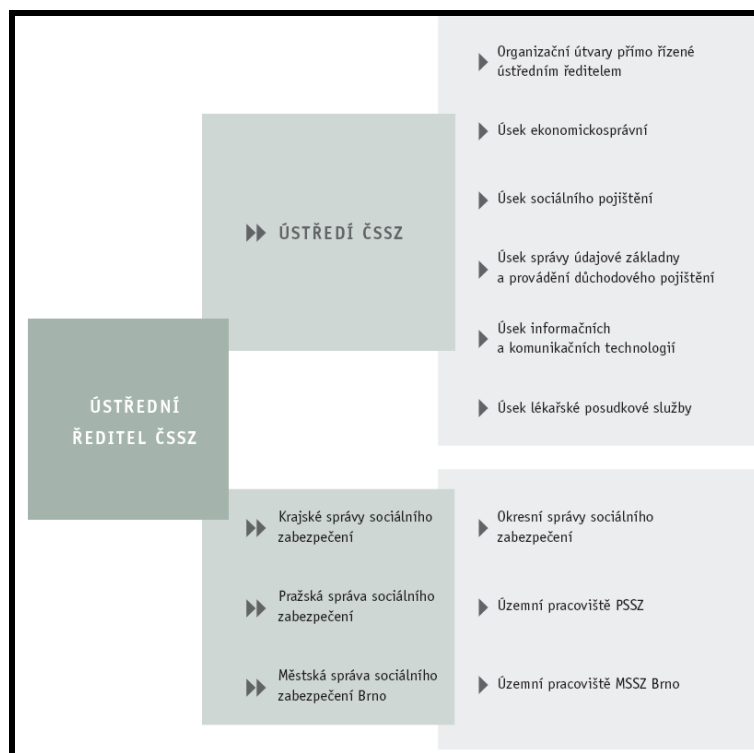 Organizační útvary přímo řízené
ústředním ředitelem
Úsek ekonomickosprávní
ÚSTŘEDÍ ČSSZ
Úsek sociálního pojištění
Úsek správy údajové základny
a provádění důchodového pojištění
Úsek informačních
a komunikačních technologií
Úsek lékařské posudkové služby
ÚSTŘEDNÍ
ŘEDITEL ČSSZ
Krajské správy sociálního
zabezpečení
Okresní správy sociálního
zabezpečení
Pražská správa sociálního
zabezpečení
Územní pracoviště PSSZ
Městská správa sociálního
zabezpečení Brno
Územní pracoviště MSSZ Brno